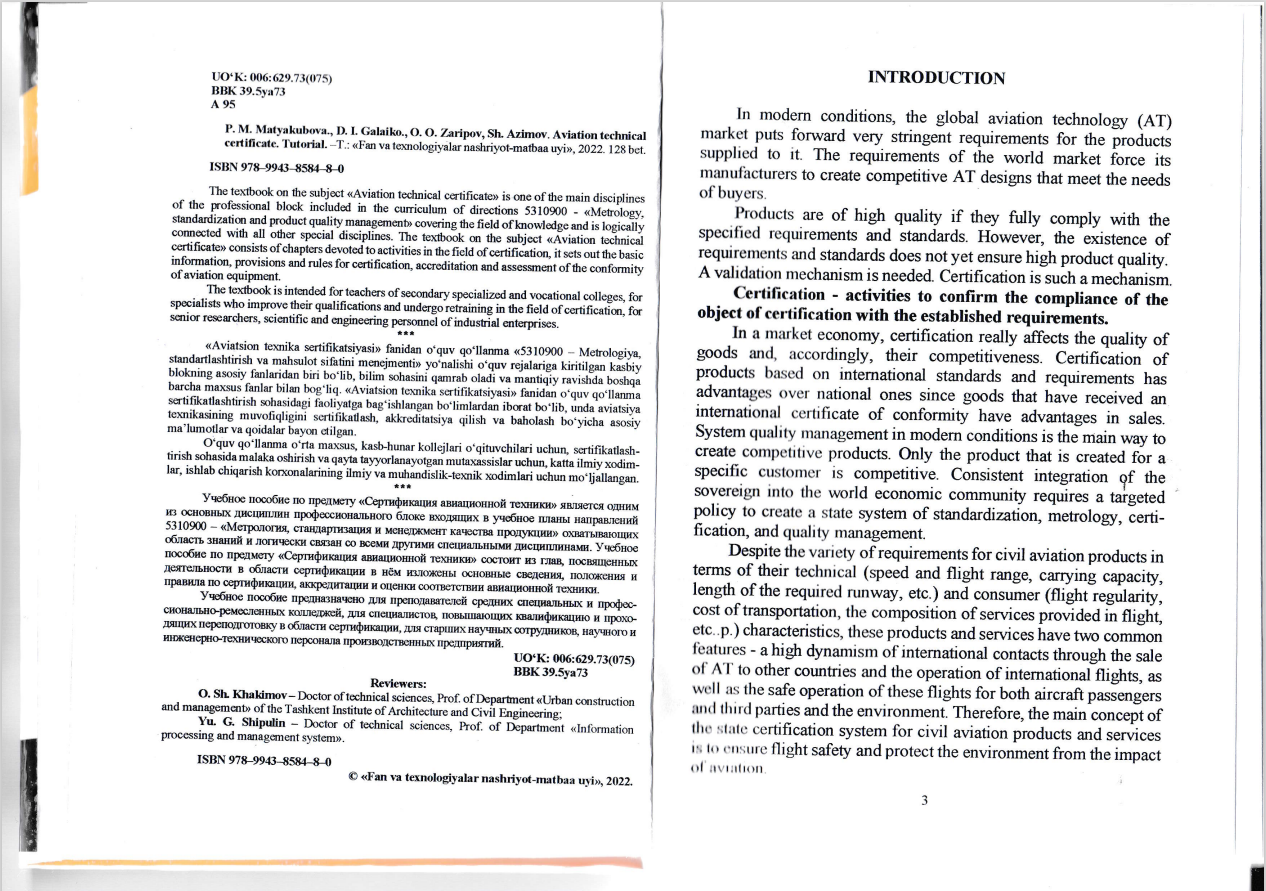 UO‘K: 006:629.73(075)
BBK 39.5ya73
A 95
P. M. Matyakubova., D. I. Galaiko., O. O. Zaripov, Sh. Azimov. Aviation technical
certificate. Tutorial. –T.: «Fan va texnologiyalar nashriyot-matbaa uyi», 2022. 128 bet.
ISBN 978–9943–8584–8–0
The textbook on the subject «Aviation technical certificate» is one of the main disciplines
of the professional block included in the curriculum of directions 5310900 - «Metrology,
standardization and product quality management» covering the field of knowledge and is logically
connected with all other special disciplines. The textbook on the subject «Aviation technical
certificate» consists of chapters devoted to activities in the field of certification, it sets out the basic
information, provisions and rules for certification, accreditation and assessment of the conformity
of aviation equipment.
The textbook is intended for teachers of secondary specialized and vocational colleges, for
specialists who improve their qualifications and undergo retraining in the field of certification, for
senior researchers, scientific and engineering personnel of industrial enterprises.
***
«Aviatsion texnika sertifikatsiyasi» fanidan o‘quv qo‘llanma «5310900 – Metrologiya,
standartlashtirish va mahsulot sifatini menejmenti» yo‘nalishi o‘quv rejalariga kiritilgan kasbiy
blokning asosiy fanlaridan biri bo‘lib, bilim sohasini qamrab oladi va mantiqiy ravishda boshqa
barcha maxsus fanlar bilan bog‘liq. «Aviatsion texnika sertifikatsiyasi» fanidan o‘quv qo‘llanma
sertifikatlashtirish sohasidagi faoliyatga bag‘ishlangan bo‘limlardan iborat bo‘lib, unda aviatsiya
texnikasining muvofiqligini sertifikatlash, akkreditatsiya qilish va baholash bo‘yicha asosiy
ma’lumotlar va qoidalar bayon etilgan.
O‘quv qo‘llanma o‘rta maxsus, kasb-hunar kollejlari o‘qituvchilari uchun, sertifikatlash-
tirish sohasida malaka oshirish va qayta tayyorlanayotgan mutaxassislar uchun, katta ilmiy xodim-
lar, ishlab chiqarish korxonalarining ilmiy va muhandislik-texnik xodimlari uchun mo‘ljallangan.
***
Учебное пособие по предмету «Сертификация авиационной техники» является одним
из основных дисциплин профессионального блоке входящих в учебное планы направлений
5310900 – «Метрология, стандартизация и менеджмент качества продукции» охватывающих
область знаний и логически связан со всеми другими специальными дисциплинами. Учебное
пособие по предмету «Сертификация авиационной техники» состоит из глав, посвященных
деятельности в области сертификации в нём изложены основные сведения, положения и
правила по сертификации, аккредитации и оценки соответствии авиационной техники.
Учебное пособие предназначено для преподавателей средних специальных и профес-
сионально-ремесленных колледжей, для специалистов, повышающих квалификацию и прохо-
дящих переподготовку в области сертификации, для старших научных сотрудников, научного и
инженерно-технического персонала производственных предприятий.
UO‘K: 006:629.73(075)
BBK 39.5ya73
Reviewers:
O. Sh. Khakimov – Doctor of technical sciences, Prof. of Department «Urban construction
and management» of the Tashkent Institute of Architecture and Civil Engineering;
Yu. G. Shipulin – Doctor of technical sciences, Prof. of Department «Information
processing and management system».
ISBN 978–9943–8584–8–0
© «Fan va texnologiyalar nashriyot-matbaa uyi», 2022.
INTRODUCTION
In modern conditions, the global aviation technology (AT)
market puts forward very stringent requirements for the products
supplied to it. The requirements of the world market force its
manufacturers to create competitive AT designs that meet the needs
of buyers.
Products are of high quality if they fully comply with the
specified requirements and standards. However, the existence of
requirements and standards does not yet ensure high product quality.
A validation mechanism is needed. Certification is such a mechanism.
Certification - activities to confirm the compliance of the
object of certification with the established requirements.
In a market economy, certification really affects the quality of
goods and, accordingly, their competitiveness. Certification of
products based on international standards and requirements has
advantages over national ones since goods that have received an
international certificate of conformity have advantages in sales.
System quality management in modern conditions is the main way to
create competitive products. Only the product that is created for a
specific customer is competitive. Consistent integration of the
sovereign into the world economic community requires a targeted
policy to create a state system of standardization, metrology, certi-
fication, and quality management.
Despite the variety of requirements for civil aviation products in
terms of their technical (speed and flight range, carrying capacity,
length of the required runway, etc.) and consumer (flight regularity,
cost of transportation, the composition of services provided in flight,
etc..p.) characteristics, these products and services have two common
features - a high dynamism of international contacts through the sale
of AT to other countries and the operation of international flights, as
well as the safe operation of these flights for both aircraft passengers
and third parties and the environment. Therefore, the main concept of
the state certification system for civil aviation products and services
is to ensure flight safety and protect the environment from the impact
of aviation.
3